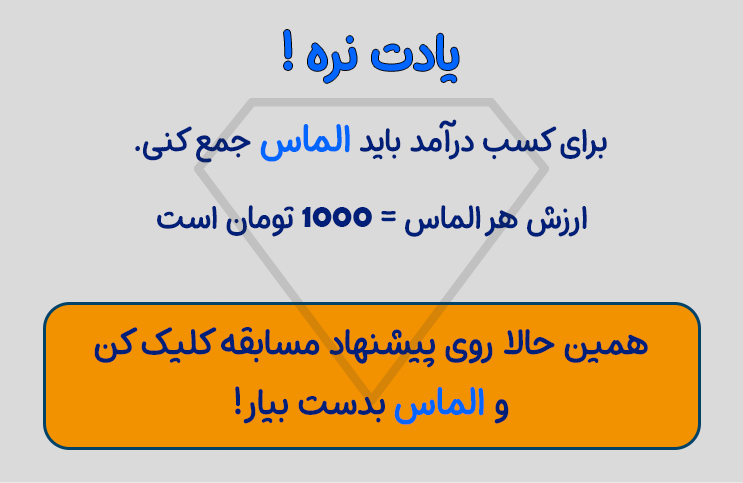 یادت نره !
برای کسب درآمد باید الماس جمع کنی.
ارزش هر الماس = 1000 تومان است
همین حالا روی پیشنهاد مسابقه کلیک کن
و الماس بدست بیار!